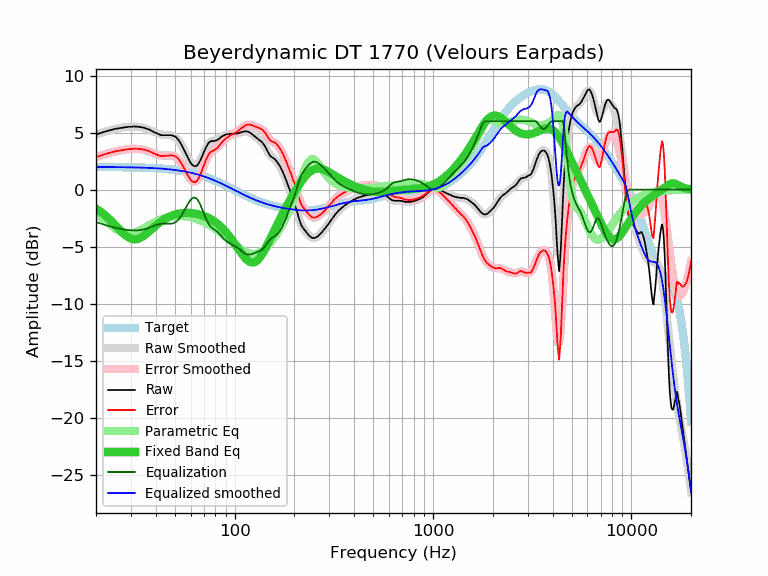 Beyerdynamic DT 1770 (Velours Earpads)
10
5
0
−5
−10
−15
−20
−25
Amplitude (dBr)
Target
Raw Smoothed
Error Smoothed
Raw
Error
Parametric Eq
Fixed Band Eq
Equalization
Equalized smoothed
100 1000 10000
Frequency (Hz)